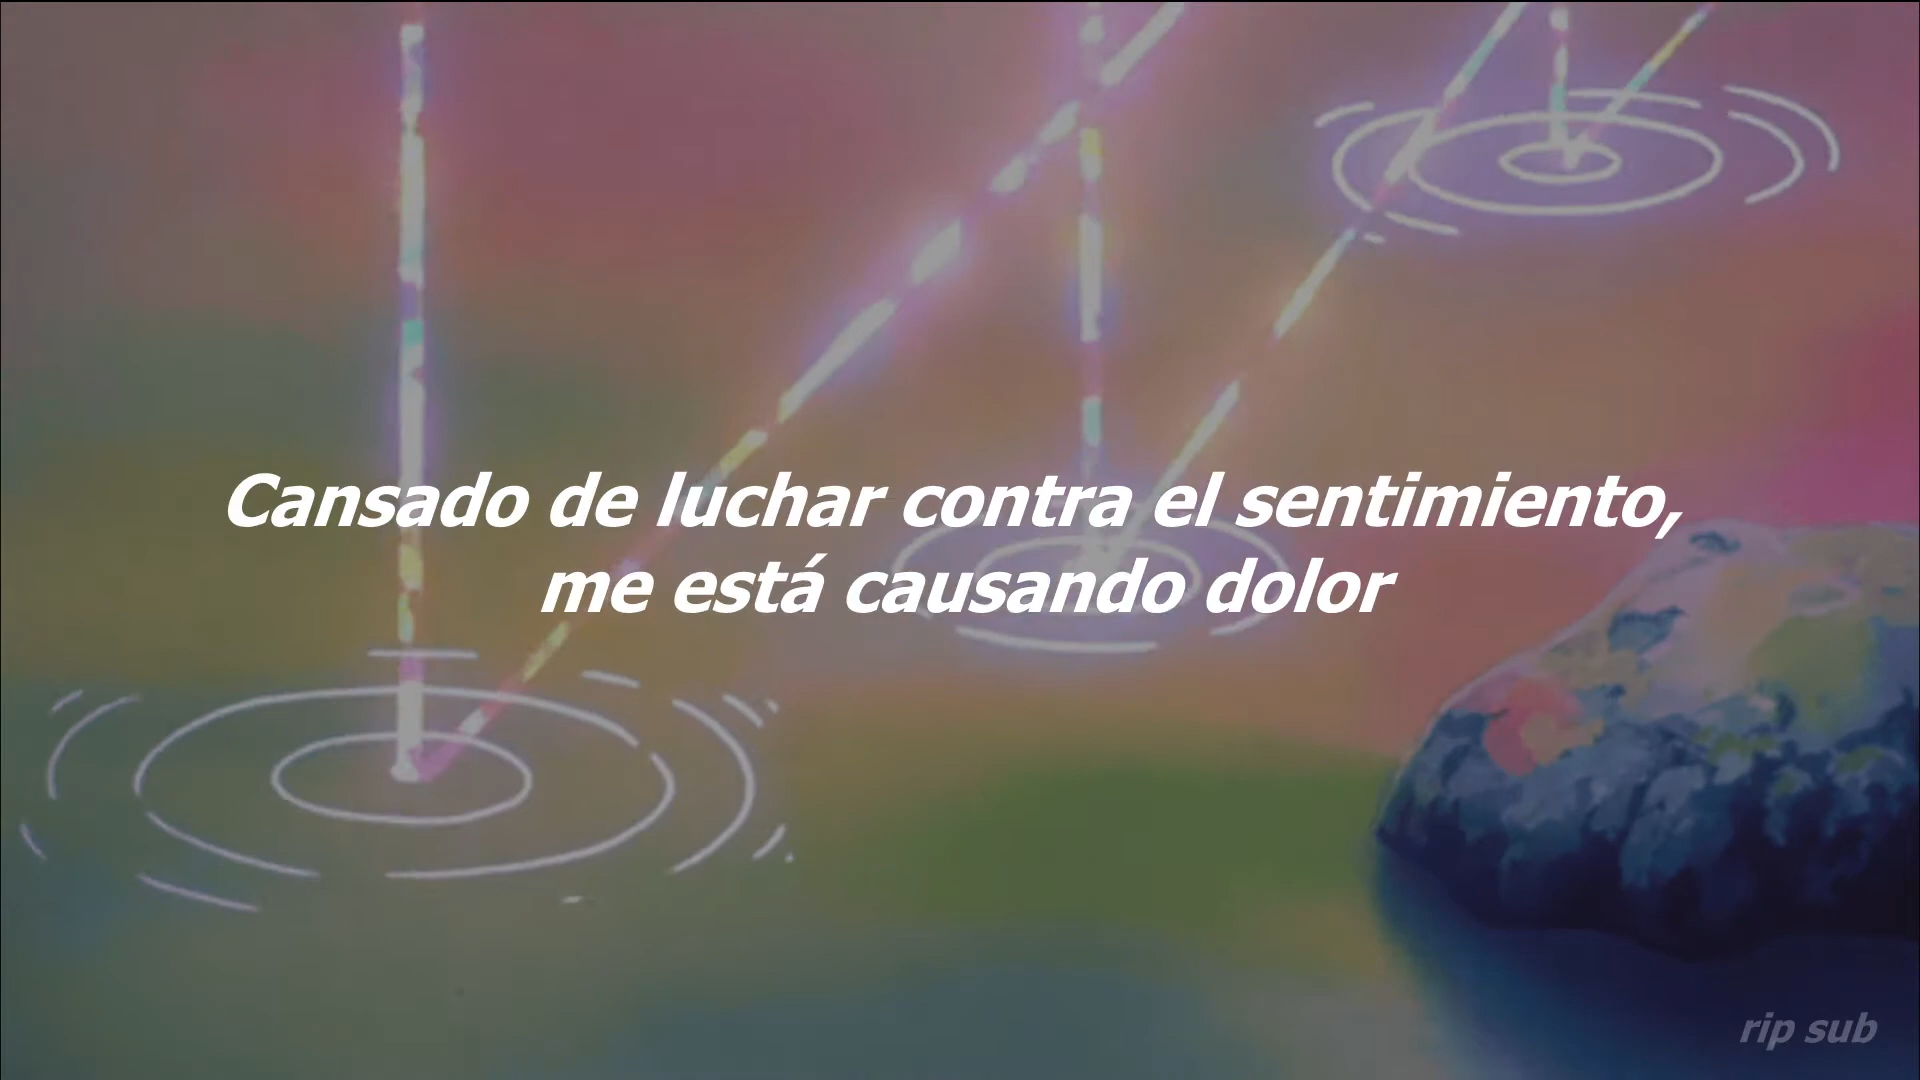 Cansado de luchar contra el sentimiento,
me está causando dolor
rip sub